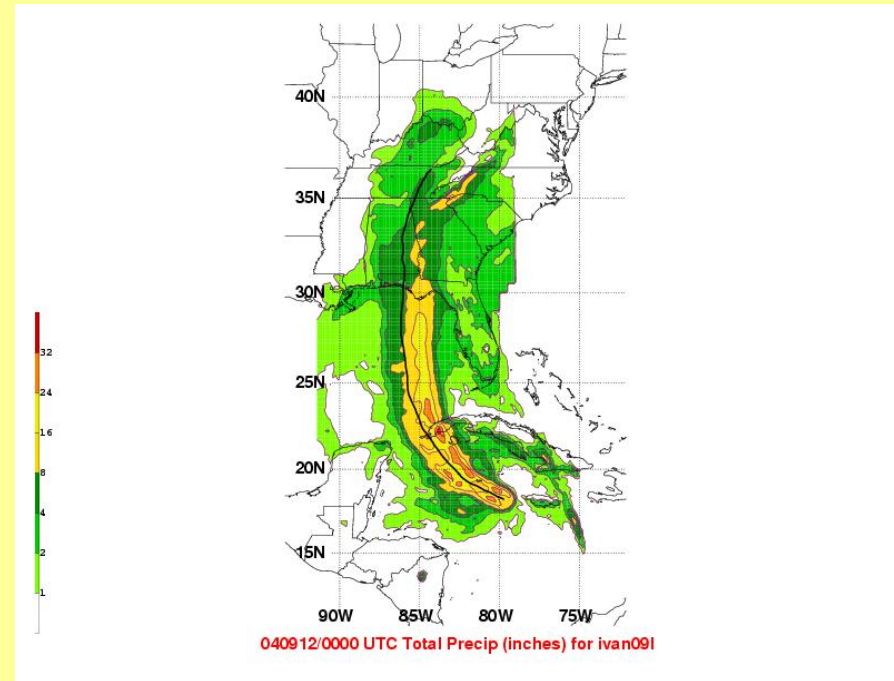 40N
35N
30N
25N
20N
15N
32
24
16
8
4
2
1
90W 85W 80W 75W
040912/0000 UTC Total Precip (inches) for ivan09l